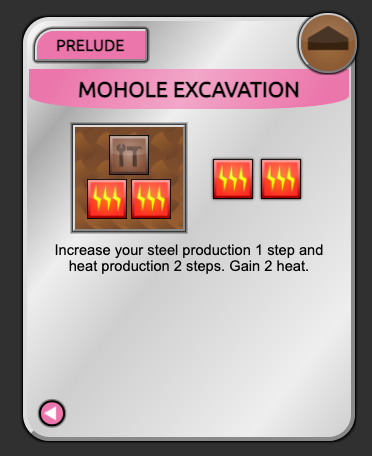 PRELUDE
MOHOLE EXCAVATION
Increase your steel production 1 step and
heat production 2 steps. Gain 2 heat.